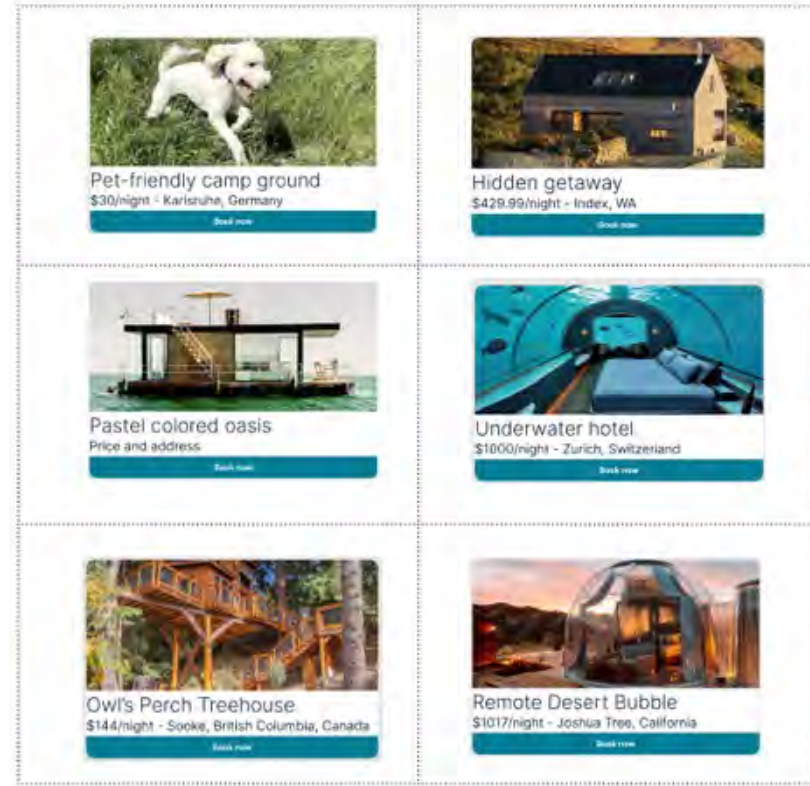 Pet-friendly camp ground
$30/night - Karlsruhe, Germany
Book now
Hidden getaway
$429.99/night - Index, WA
Book now
Pastel colored oasis
Price and address
Book now
Underwater hotel
$1000/night - Zurich, Switzerland
Book now
Owl's Perch Treehouse
$144/night - Sooke, British Columbia, Canada
Book now
Remote Desert Bubble
$1017/night - Joshua Tree, California
Book now